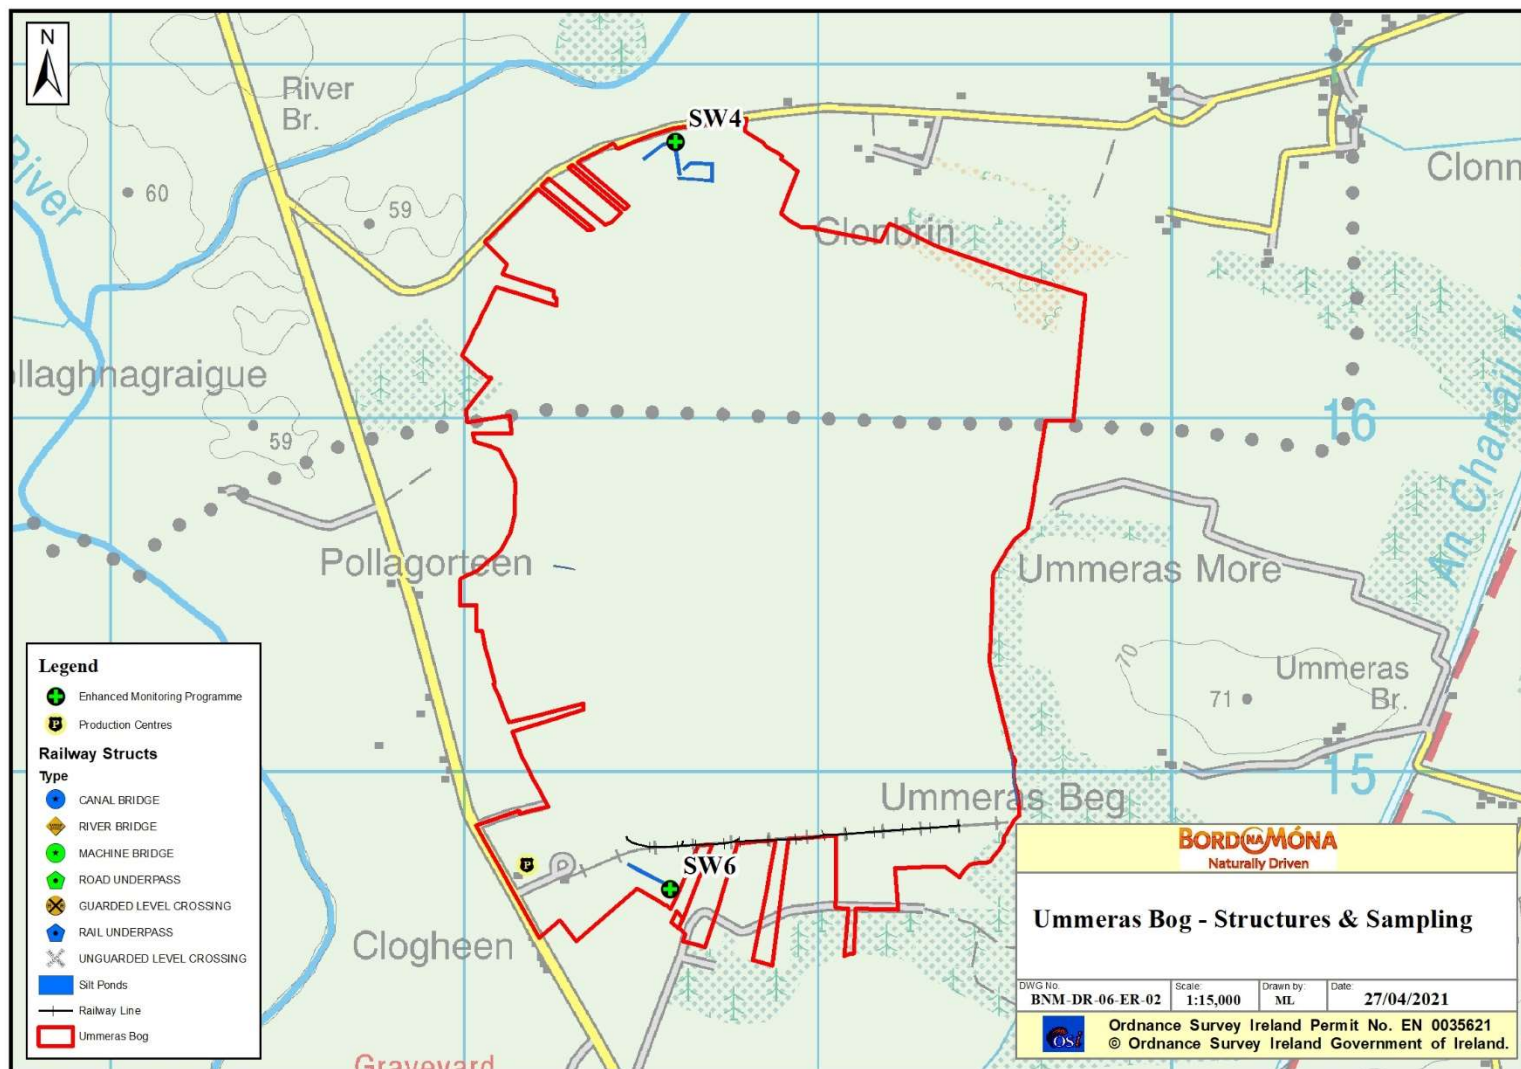 N
River
Br.
SW4
7
River
60
59
Clonbrin
Clonn
ollaghnagraigue
59
16
An Chanáil M
Pollagorteen
Ummeras More
70
71
Ummeras
Br.
15
Ummeras Beg
P
SW6
Clogheen
Graveyard
Legend
Enhanced Monitoring Programme
P
Production Centres
Railway Structs
Type
CANAL BRIDGE
RIVER BRIDGE
MACHINE BRIDGE
ROAD UNDERPASS
GUARDED LEVEL CROSSING
RAIL UNDERPASS
UNGUARDED LEVEL CROSSING
Silt Ponds
Railway Line
Ummeras Bog
BORD NA MÓNA
Naturally Driven
Ummeras Bog - Structures & Sampling
DWG No.
BNM-DR-06-ER-02
Scale:
1:15,000
Drawn by:
ML
Date:
27/04/2021
OSi
Ordnance Survey Ireland Permit No. EN 0035621
© Ordnance Survey Ireland Government of Ireland.